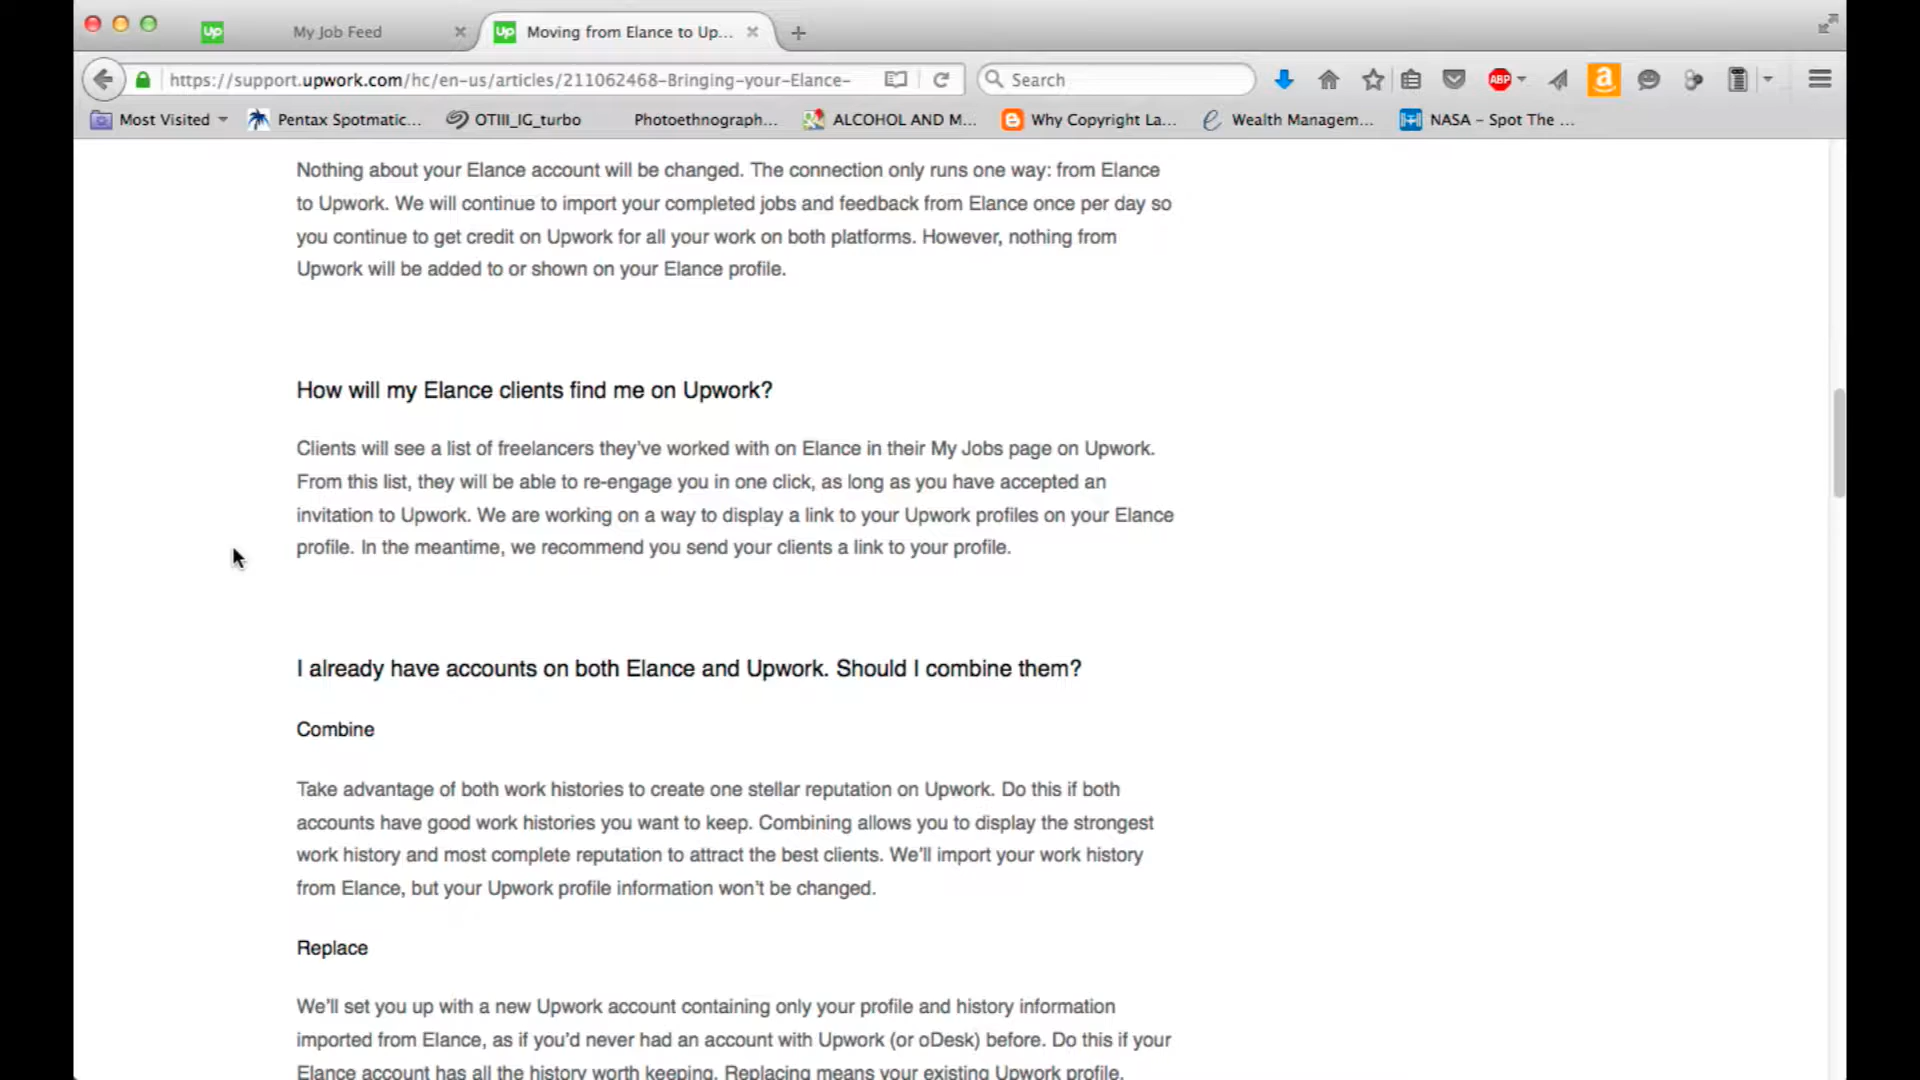 Up My Job Feed Up Moving from Elance to Up...
https://support.upwork.com/hc/en-us/articles/211062468-Bringing-your-Elance- Search ABP a
Most Visited Pentax Spotmatic... OTIII_IG_turbo Photoethnograph... ALCOHOL AND M... Why Copyright La... Wealth Managem... NASA – Spot The ...
Nothing about your Elance account will be changed. The connection only runs one way: from Elance
to Upwork. We will continue to import your completed jobs and feedback from Elance once per day so
you continue to get credit on Upwork for all your work on both platforms. However, nothing from
Upwork will be added to or shown on your Elance profile.
How will my Elance clients find me on Upwork?
Clients will see a list of freelancers they've worked with on Elance in their My Jobs page on Upwork.
From this list, they will be able to re-engage you in one click, as long as you have accepted an
invitation to Upwork. We are working on a way to display a link to your Upwork profiles on your Elance
profile. In the meantime, we recommend you send your clients a link to your profile.
I already have accounts on both Elance and Upwork. Should I combine them?
Combine
Take advantage of both work histories to create one stellar reputation on Upwork. Do this if both
accounts have good work histories you want to keep. Combining allows you to display the strongest
work history and most complete reputation to attract the best clients. We'll import your work history
from Elance, but your Upwork profile information won't be changed.
Replace
We'll set you up with a new Upwork account containing only your profile and history information
imported from Elance, as if you'd never had an account with Upwork (or oDesk) before. Do this if your
Elance account has all the history worth keeping. Replacing means your existing Upwork profile,